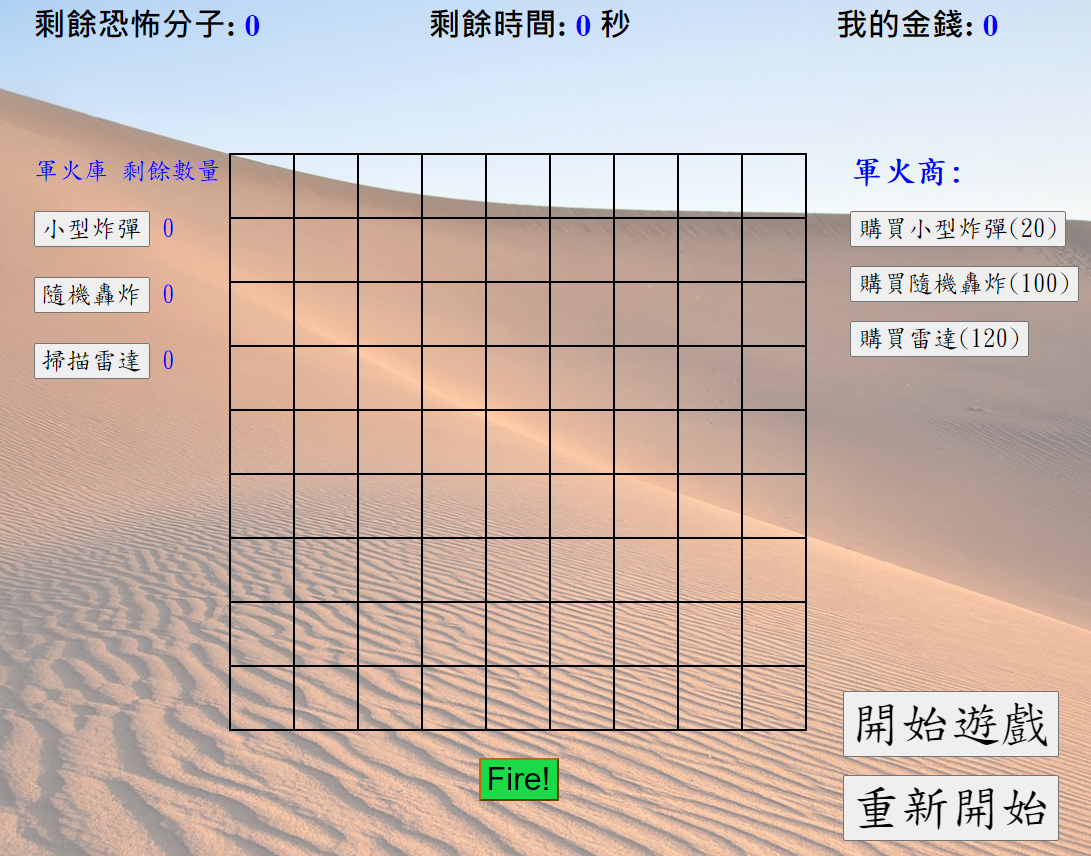 剩餘恐怖分子: 0
剩餘時間: 0 秒
我的金錢: 0
軍火庫 剩餘數量
小型炸彈 0
隨機轟炸 0
掃描雷達 0
軍火商:
購買小型炸彈(20)
購買隨機轟炸(100)
購買雷達(120)
Fire!
開始遊戲
重新開始